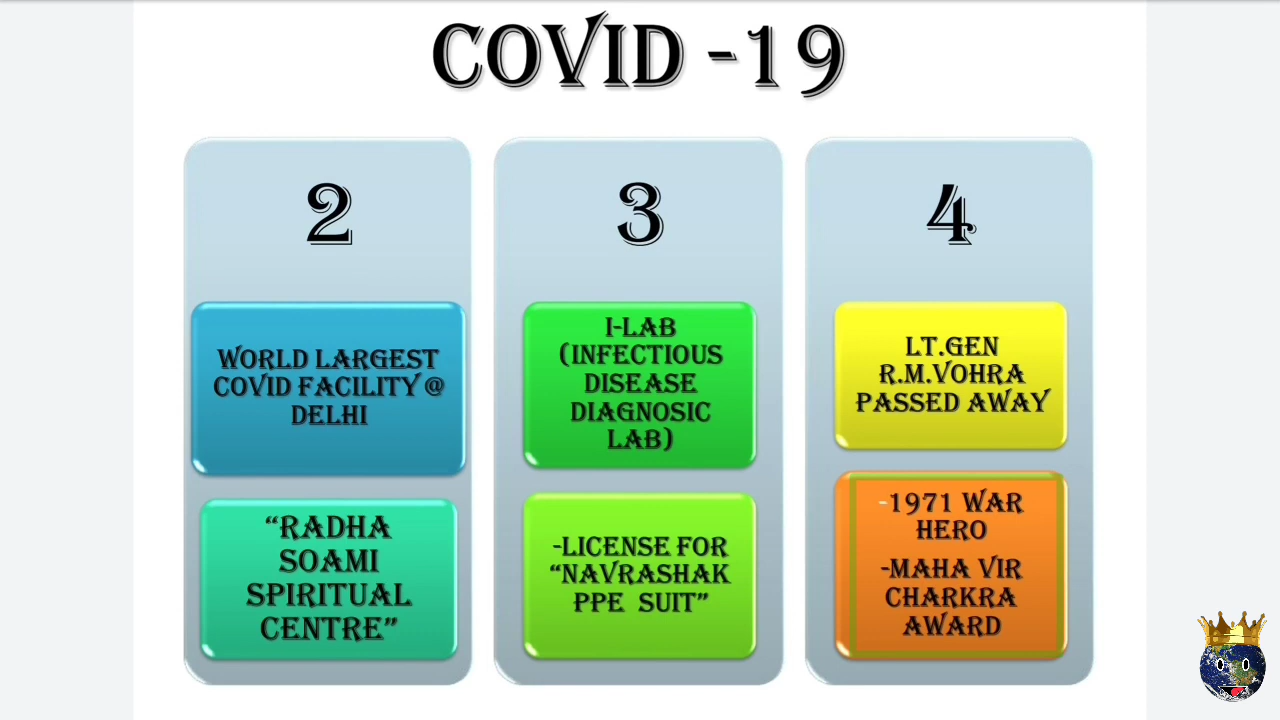 COVID -19
2
WORLD LARGEST
COVID FACILITY @
DELHI
"RADHA
SOAMI
SPIRITUAL
CENTRE"
3
I-LAB
(INFECTIOUS
DISEASE
DIAGNOSIC
LAB)
-LICENSE FOR
"NAVRASHAK
PPE SUIT"
4
LT.GEN
R.M.VOHRA
PASSED AWAY
-1971 WAR
HERO
-MAHA VIR
CHARKRA
AWARD